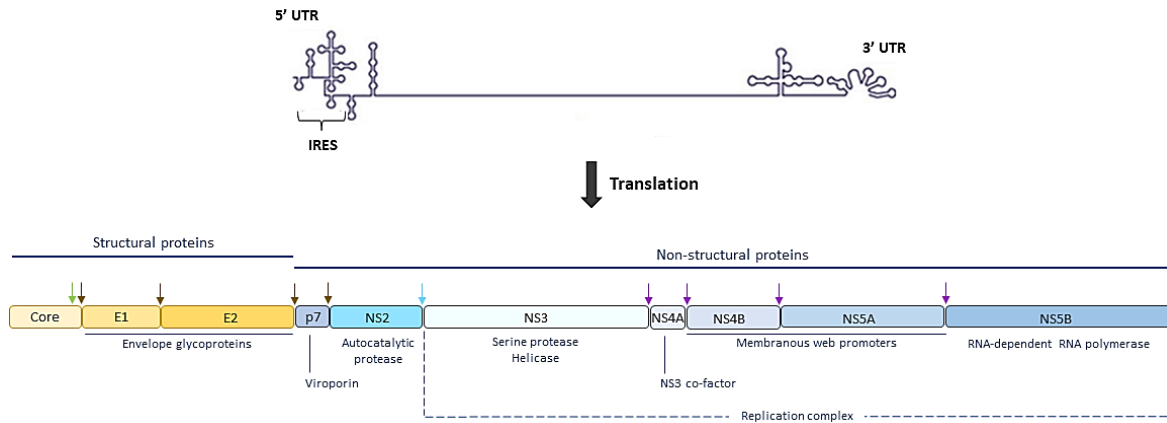 5' UTR
3' UTR
IRES
Translation
Structural proteins
Non-structural proteins
Core
E1
E2
p7
NS2
NS3
NS4A
NS4B
NS5A
NS5B
Envelope glycoproteins
Autocatalytic
protease
Serine protease
Helicase
Membranous web promoters
RNA-dependent RNA polymerase
Viroporin
NS3 co-factor
Replication complex